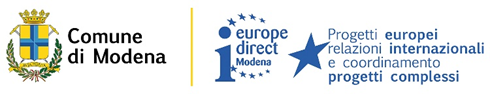 Comune
di Modena
europe
direct
Modena
Progetti europei
relazioni internazionali
e coordinamento
progetti complessi